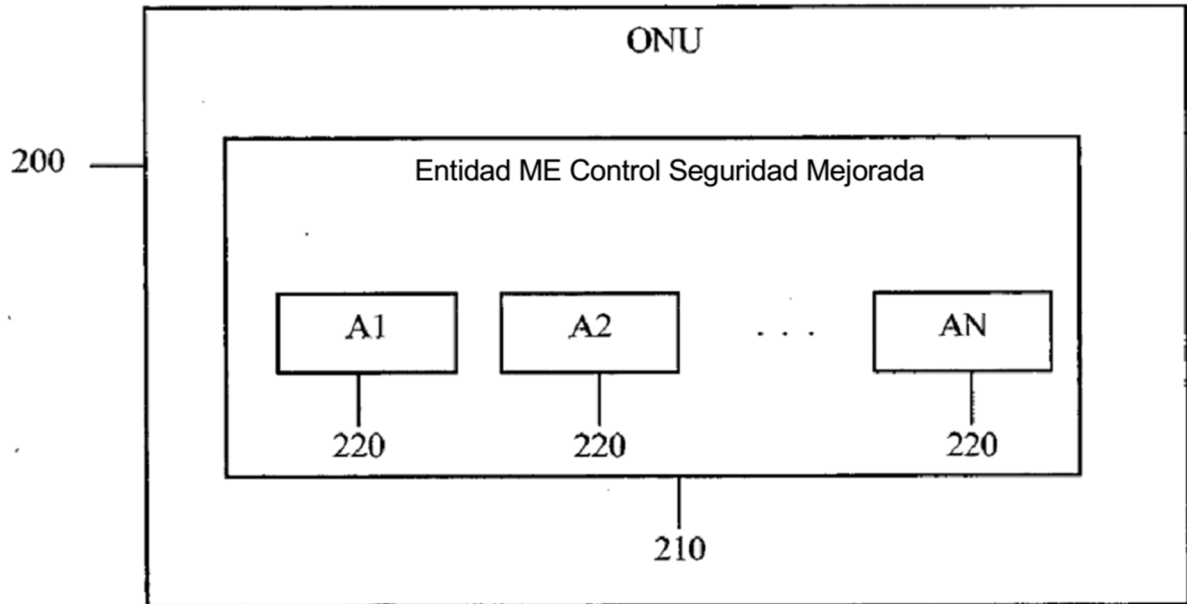 ONU
200
Entidad ME Control Seguridad Mejorada
A1 A2 . . . AN
220 220 220
210